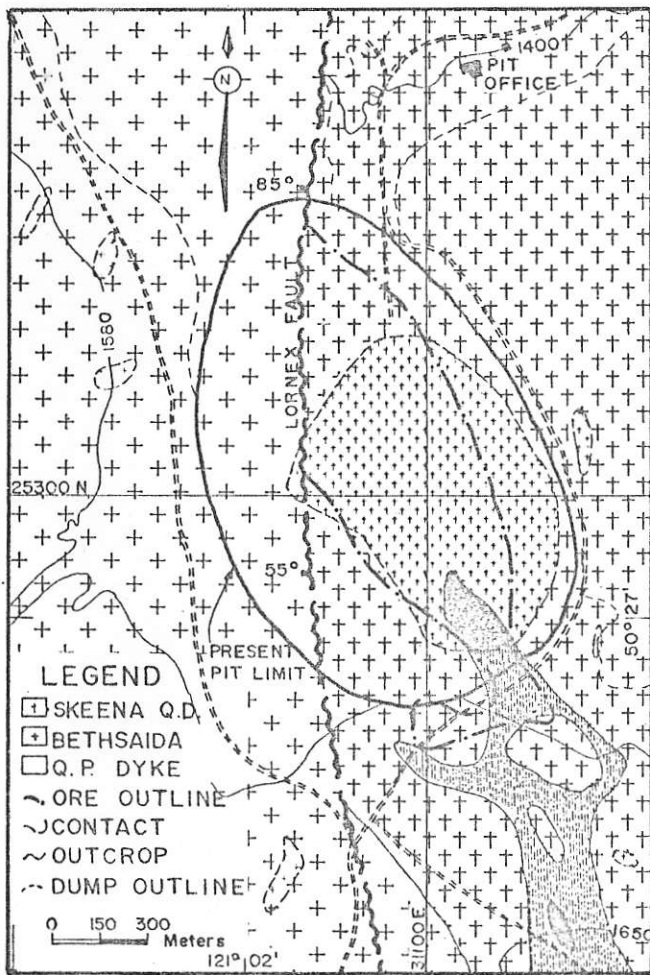 1400
PIT
OFFICE
N
85°
LORNEX FAULT
1580
25300 N
55°
50° 27'
PRESENT
PIT LIMIT
LEGEND
SKEENA Q.D.
BETHSAIDA
Q.P. DYKE
ORE OUTLINE
CONTACT
OUTCROP
DUMP OUTLINE
0 150 300
Meters
121° 02'
31100 E
1650